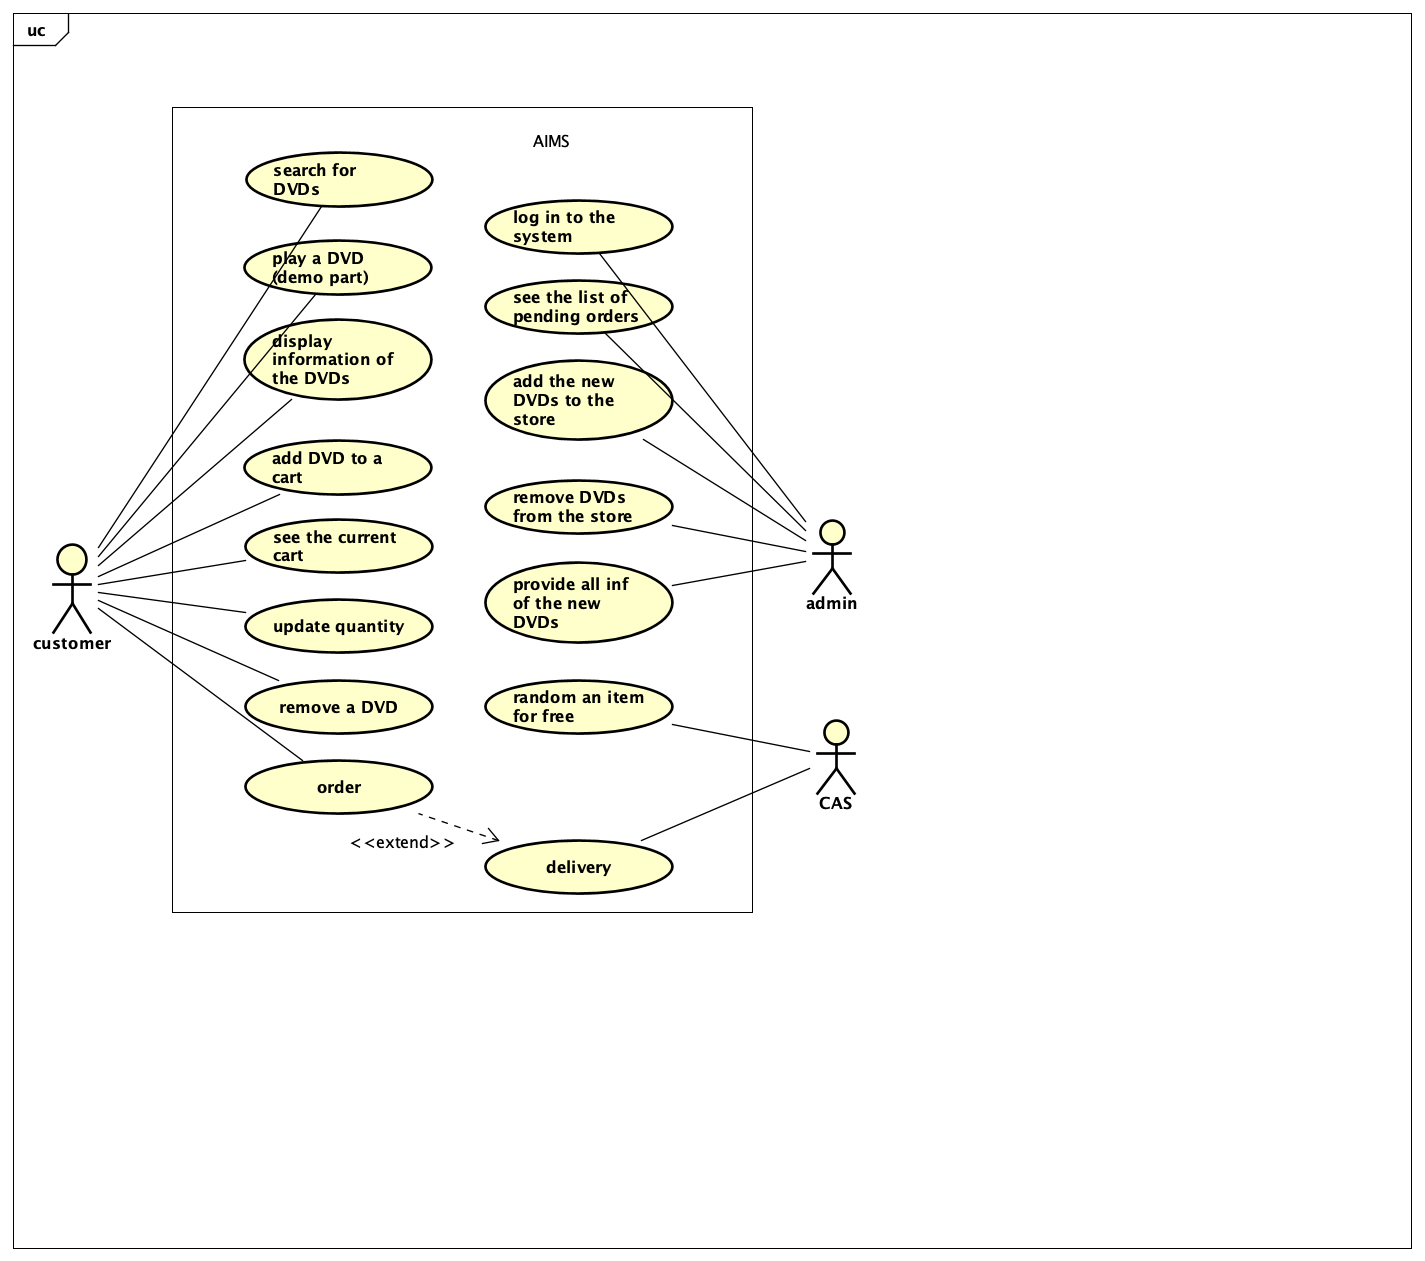 uc
AIMS
search for
DVDs
play a DVD
(demo part)
display
information of
the DVDs
add DVD to a
cart
see the current
cart
update quantity
remove a DVD
order
<<extend>>
log in to the
system
see the list of
pending orders
add the new
DVDs to the
store
remove DVDs
from the store
provide all inf
of the new
DVDs
random an item
for free
delivery
customer
admin
CAS